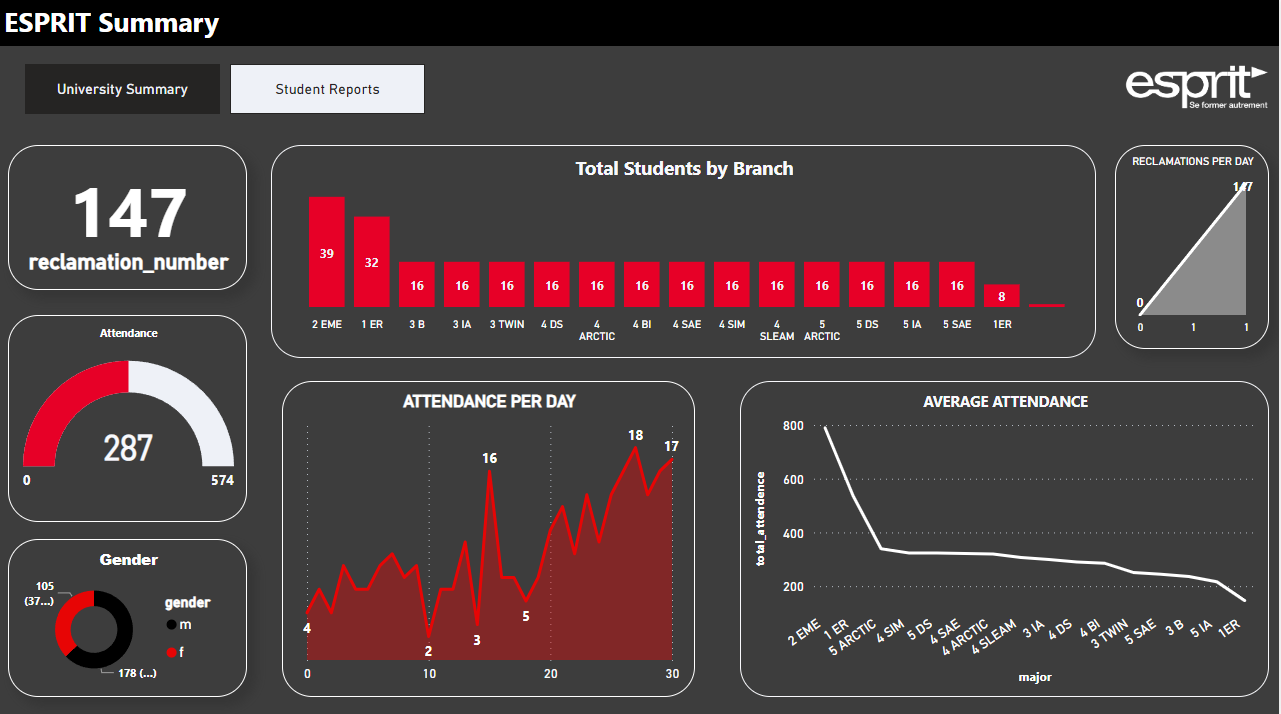 ESPRIT Summary
University Summary
Student Reports
esprit
Se former autrement
147
reclamation_number
Total Students by Branch
39
32
16
16
16
16
16
16
16
16
16
16
16
16
16
8
2 EME
1 ER
3 B
3 IA
3 TWIN
4 DS
4
ARCTIC
4 BI
4 SAE
4 SIM
4
SLEAM
5
ARCTIC
5 DS
5 IA
5 SAE
1ER
RECLAMATIONS PER DAY
147
0
0
1
1
Attendance
287
0
574
ATTENDANCE PER DAY
4
2
3
16
5
18
17
0
10
20
30
AVERAGE ATTENDANCE
total_attendence
800
600
400
200
2 EME
1 ER
5 ARCTIC
4 SIM
5 DS
4 SAE
4 ARCTIC
4 SLEAM
3 IA
4 DS
4 BI
3 TWIN
5 SAE
3 B
5 IA
1ER
major
Gender
105
(37...)
178 (...)
gender
m
f